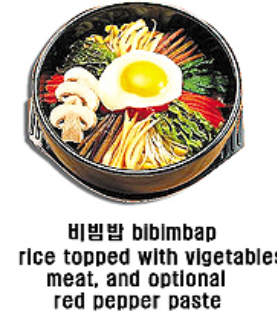 비빔밥 bibimbap
rice topped with vigetables
meat, and optional
red pepper paste